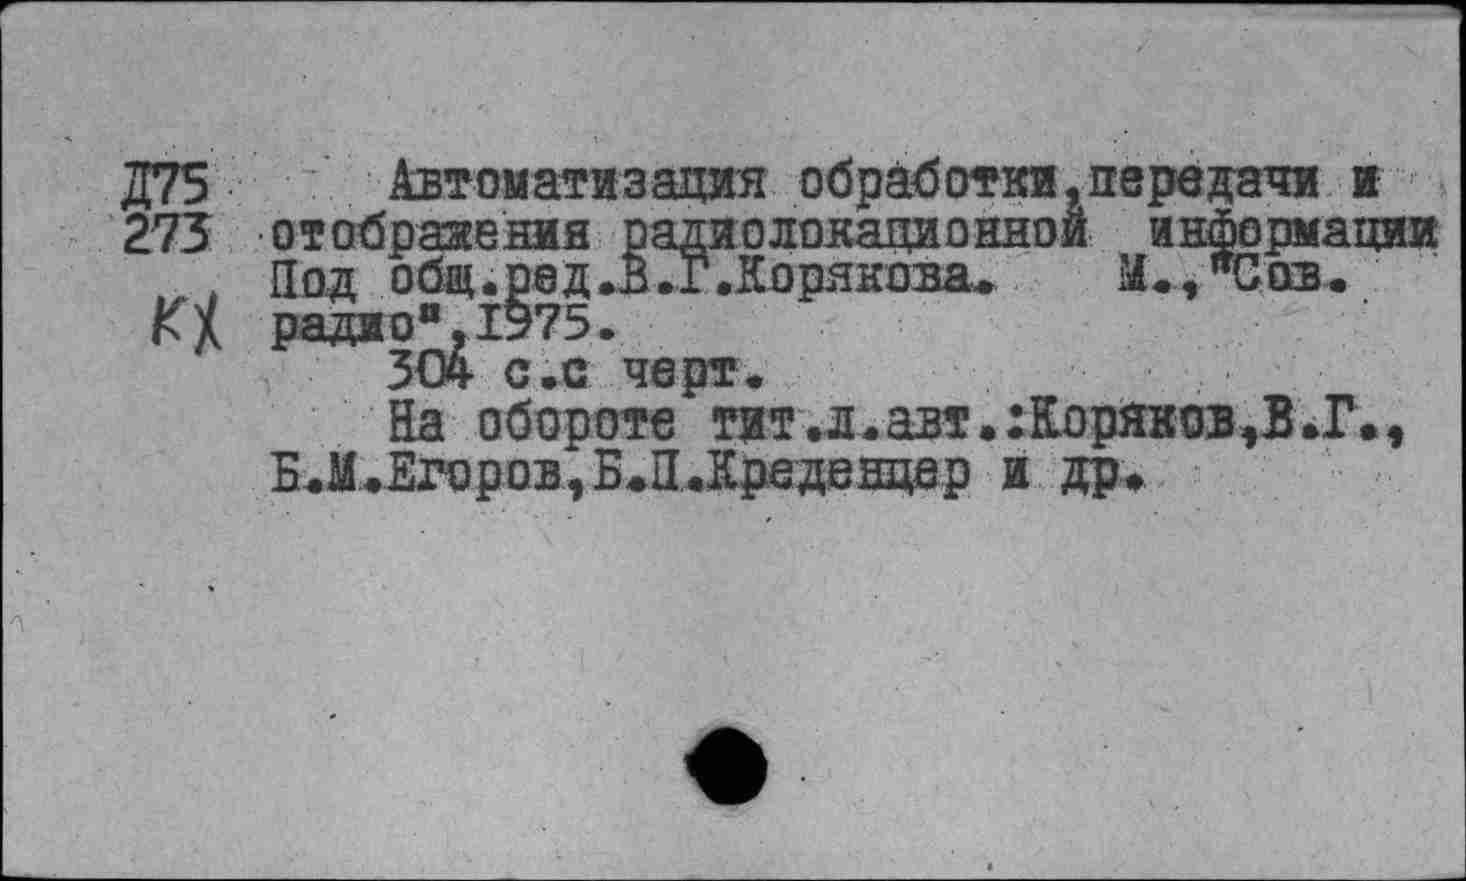 Д75 Автоматизация обработки,передачи и
273 отображения радиолокационной информации
Под общ.ред.В.Г.Корякова. М.,"Сов.
КХ радио",1975.
304 с.с черт.
На обороте тит.л.авт.:Коряков,В.Г.,
Б.М.Егоров,Б.П.Креденцер и др.